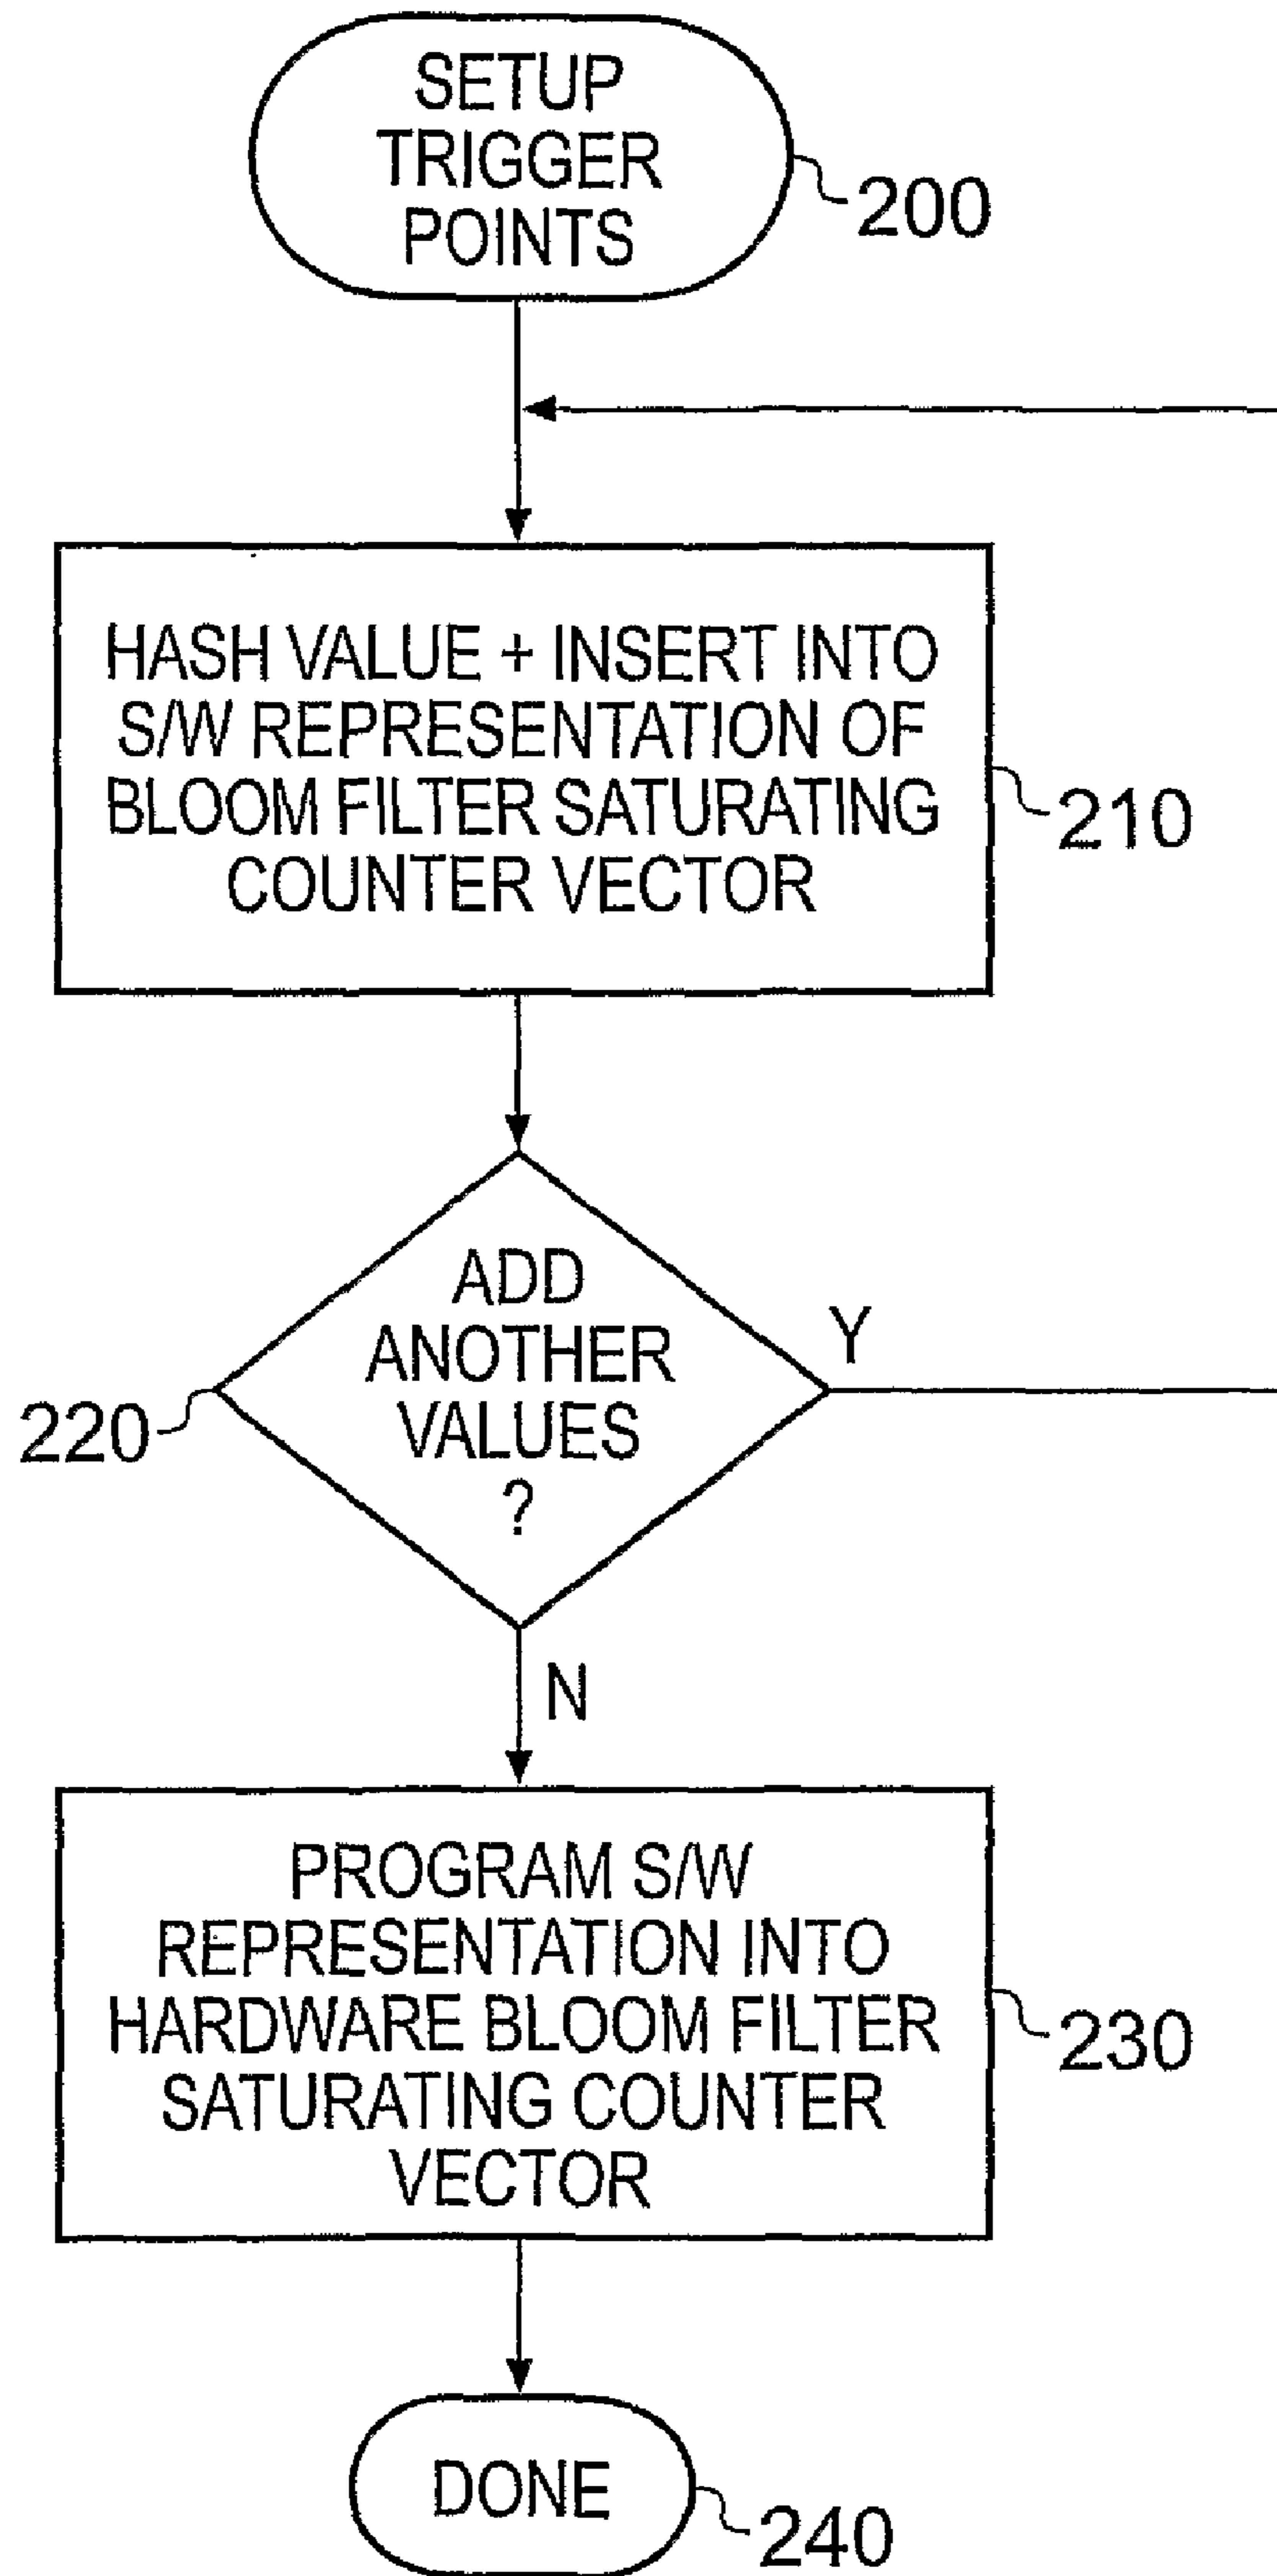 SETUP
TRIGGER
POINTS
200
HASH VALUE + INSERT INTO
S/W REPRESENTATION OF
BLOOM FILTER SATURATING
COUNTER VECTOR
210
ADD
ANOTHER
VALUES
?
Y
220
N
PROGRAM S/W
REPRESENTATION INTO
HARDWARE BLOOM FILTER
SATURATING COUNTER
VECTOR
230
DONE
240